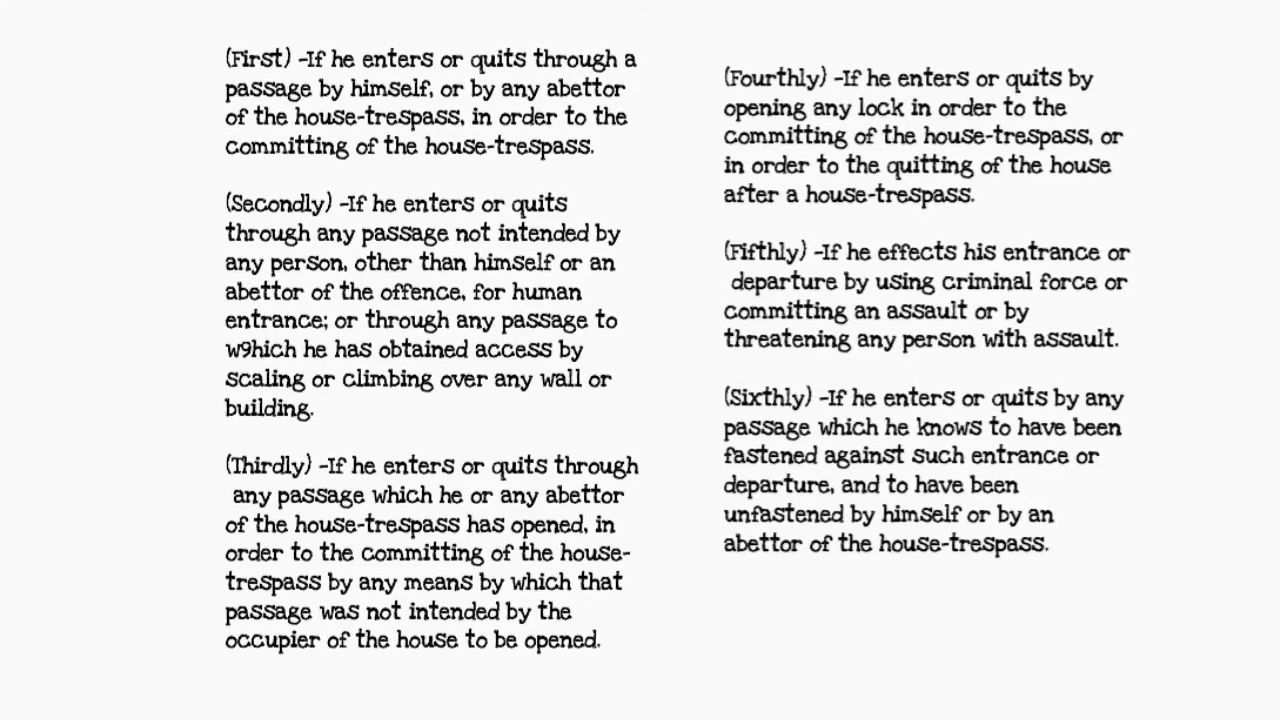 (First) -If he enters or quits through a
passage by himself, or by any abettor
of the house-trespass, in order to the
committing of the house-trespass.
(Secondly) -If he enters or quits
through any passage not intended by
any person, other than himself or an
abettor of the offence, for human
entrance; or through any passage to
w9hich he has obtained access by
scaling or climbing over any wall or
building.
(Thirdly) -If he enters or quits through
any passage which he or any abettor
of the house-trespass has opened, in
order to the committing of the house-
trespass by any means by which that
passage was not intended by the
occupier of the house to be opened.
(Fourthly) -If he enters or quits by
opening any lock in order to the
committing of the house-trespass, or
in order to the quitting of the house
after a house-trespass.
(Fifthly) -If he effects his entrance or
departure by using criminal force or
committing an assault or by
threatening any person with assault.
(Sixthly) -If he enters or quits by any
passage which he knows to have been
fastened against such entrance or
departure, and to have been
unfastened by himself or by an
abettor of the house-trespass.